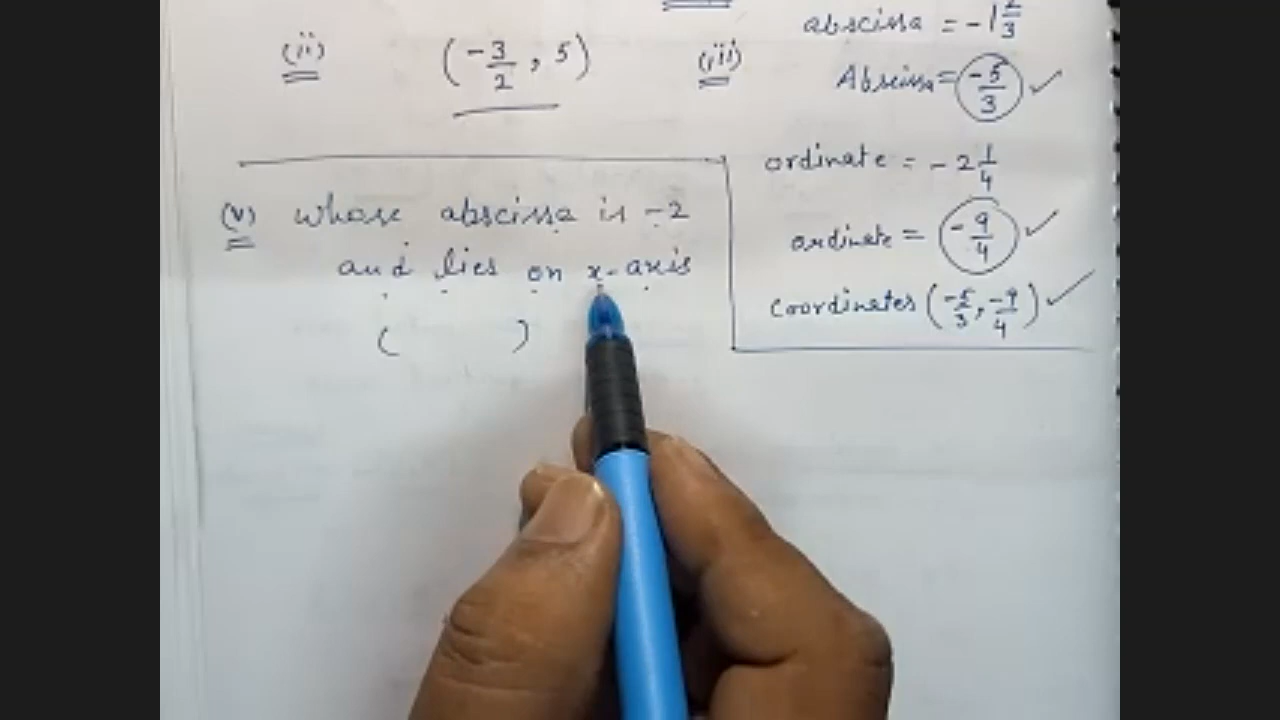 (ii) (-3/2, 5)
(iii) abscissa = -1 2/3
Abscissa = -5/3
ordinate = -2 1/4
ordinate = -9/4
Coordinates (-5/3, -9/4)
(v) whose abscissa is -2
and lies on x-axis
( )